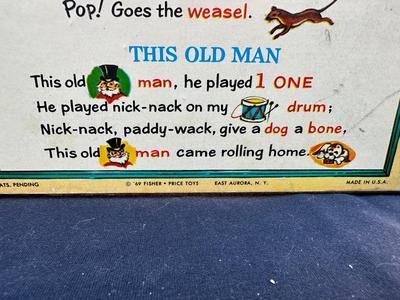 Pop! Goes the weasel.
THIS OLD MAN
This old man, he played 1 ONE
He played nick-nack on my drum;
Nick-nack, paddy-wack, give a dog a bone,
This old man came rolling home.
ATS. PENDING © '69 FISHER • PRICE TOYS EAST AURORA, N. Y. MADE IN U.S.A.